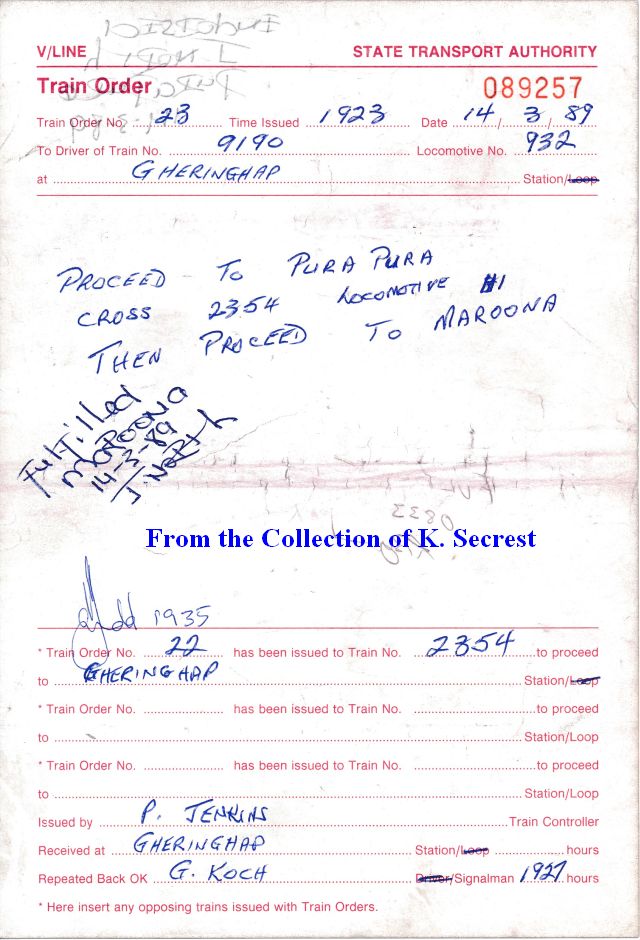 V/LINE STATE TRANSPORT AUTHORITY
Train Order 089257
Train Order No. 23 Time Issued 1923 Date 14 / 3 / 89
To Driver of Train No. 9190 Locomotive No. 932
at GHERINGHAP Station/Loop
PROCEED TO PURA PURA
CROSS 2354 LOCOMOTIVE #1
THEN PROCEED TO MAROONA
Fulfilled
MAROONA
14-3-89
From the Collection of K. Secrest
1935
* Train Order No. 22 has been issued to Train No. 2354 to proceed
to GHERINGHAP Station/Loop
* Train Order No. has been issued to Train No. to proceed
to Station/Loop
* Train Order No. has been issued to Train No. to proceed
to Station/Loop
Issued by P. JENKINS Train Controller
Received at GHERINGHAP Station/Loop hours
Repeated Back OK G. KOCH Driver/Signalman 1927 hours
* Here insert any opposing trains issued with Train Orders.